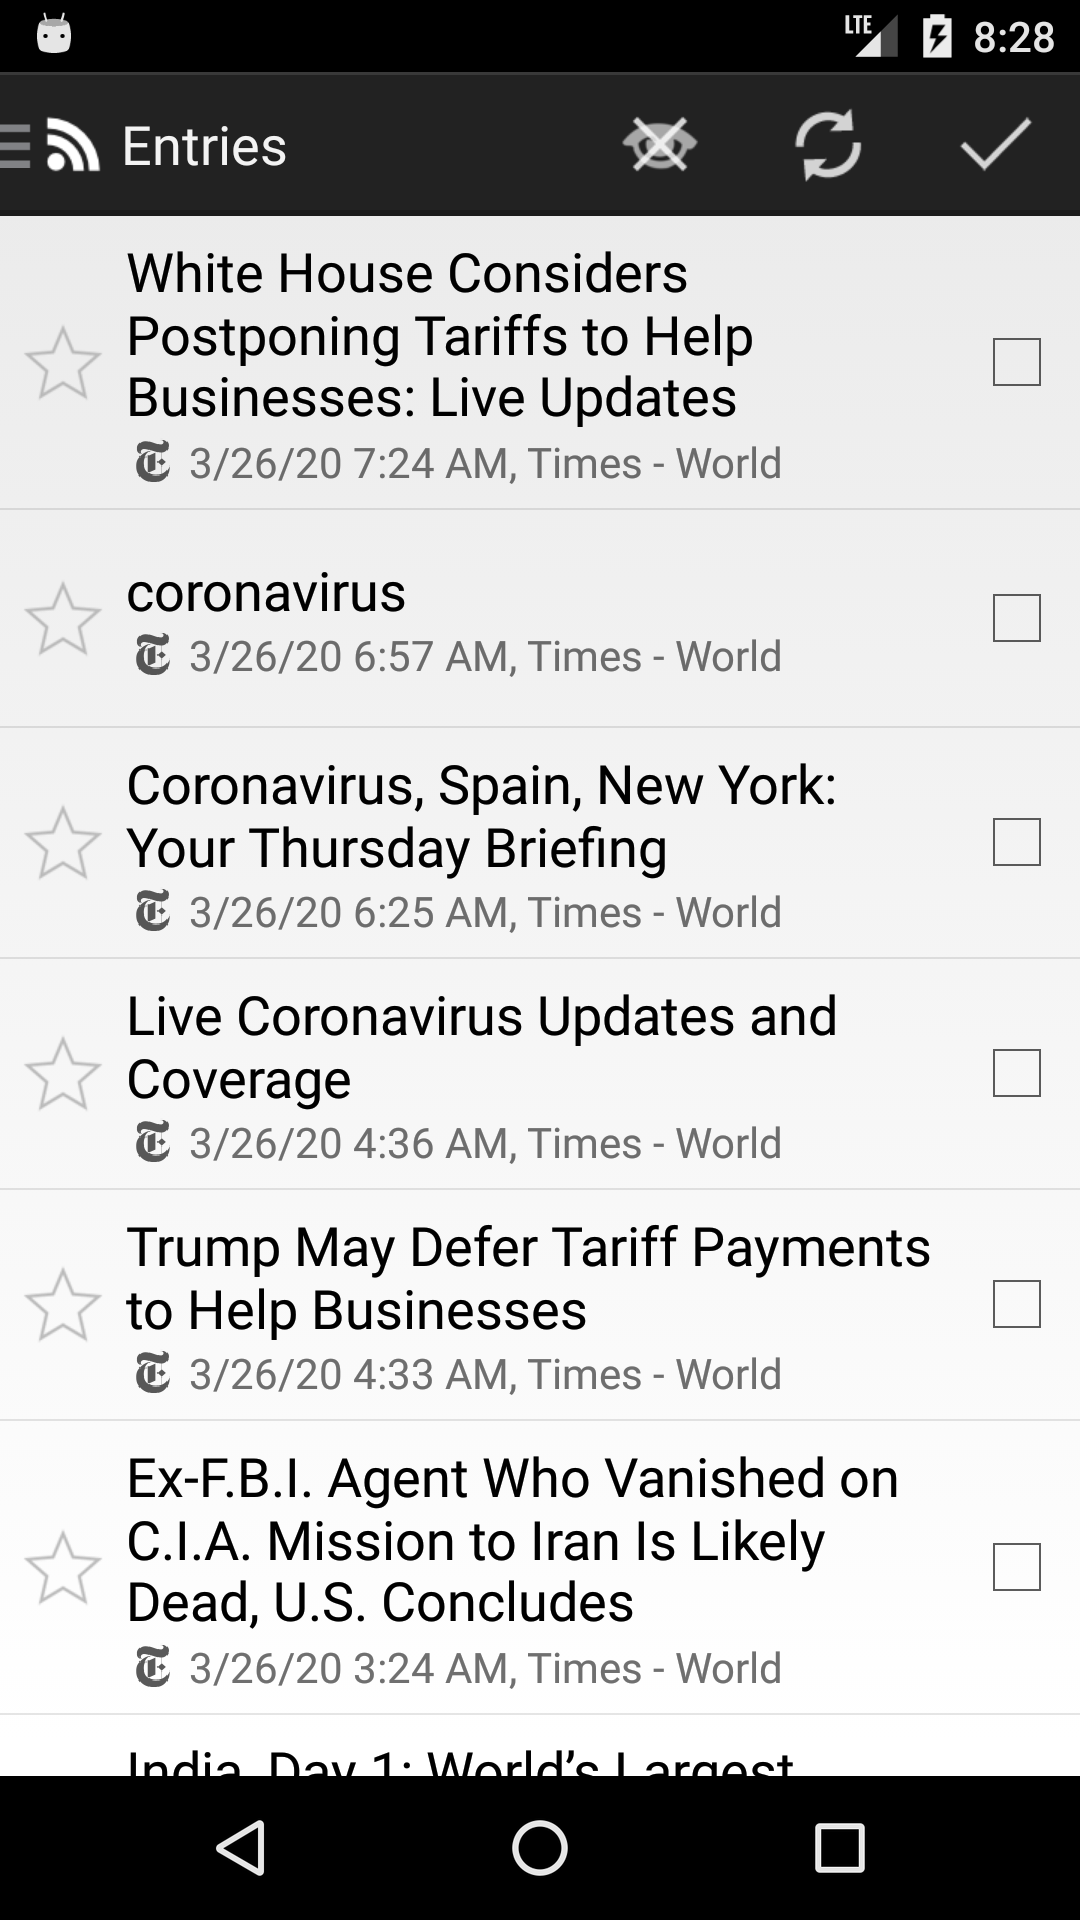 LTE 8:28
Entries
White House Considers
Postponing Tariffs to Help
Businesses: Live Updates
3/26/20 7:24 AM, Times - World
coronavirus
3/26/20 6:57 AM, Times - World
Coronavirus, Spain, New York:
Your Thursday Briefing
3/26/20 6:25 AM, Times - World
Live Coronavirus Updates and
Coverage
3/26/20 4:36 AM, Times - World
Trump May Defer Tariff Payments
to Help Businesses
3/26/20 4:33 AM, Times - World
Ex-F.B.I. Agent Who Vanished on
C.I.A. Mission to Iran Is Likely
Dead, U.S. Concludes
3/26/20 3:24 AM, Times - World
India, Day 1: World’s Largest